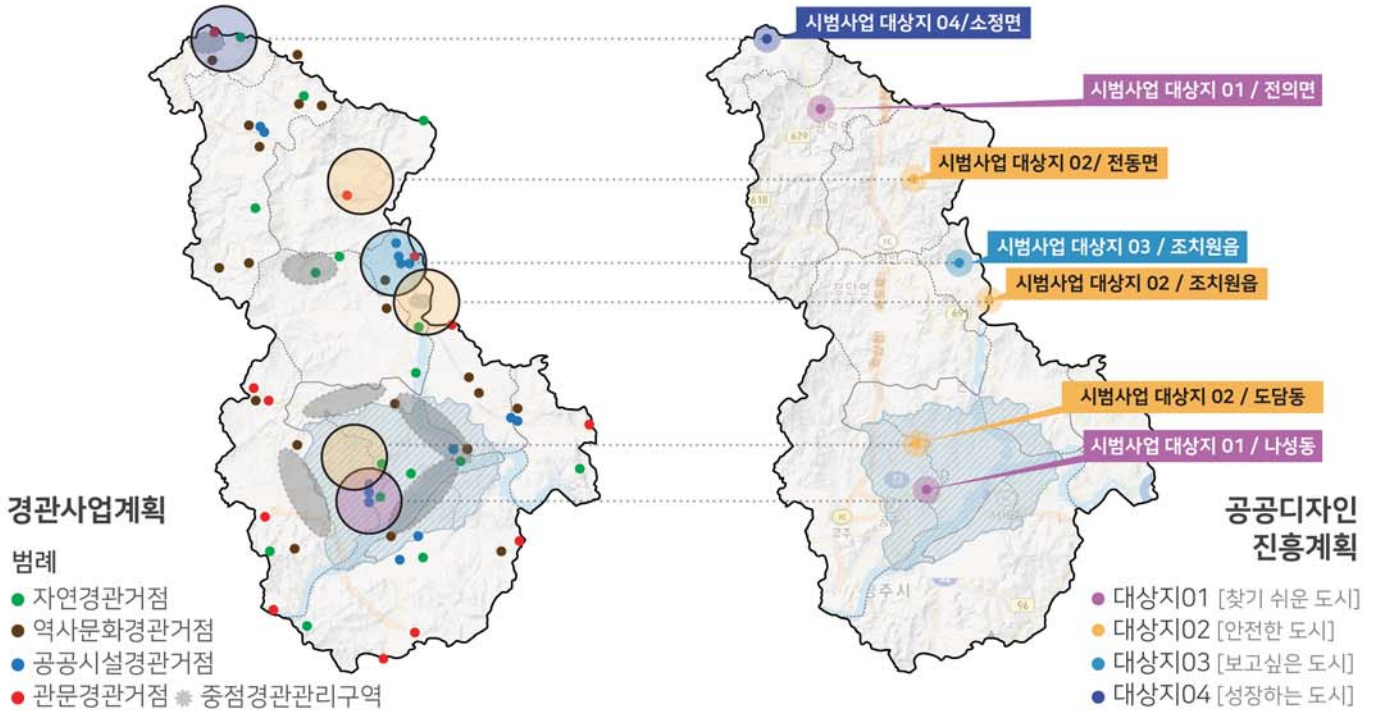 시범사업 대상지 04/소정면
시범사업 대상지 01 / 전의면
시범사업 대상지 02/ 전동면
시범사업 대상지 03 / 조치원읍
시범사업 대상지 02 / 조치원읍
시범사업 대상지 02 / 도담동
시범사업 대상지 01 / 나성동
629
618
1C
공주시
96
경관사업계획
범례
자연경관거점
역사문화경관거점
공공시설경관거점
관문경관거점
중점경관관리구역
공공디자인
진흥계획
대상지01 [찾기 쉬운 도시]
대상지02 [안전한 도시]
대상지03 [보고싶은 도시]
대상지04 [성장하는 도시]